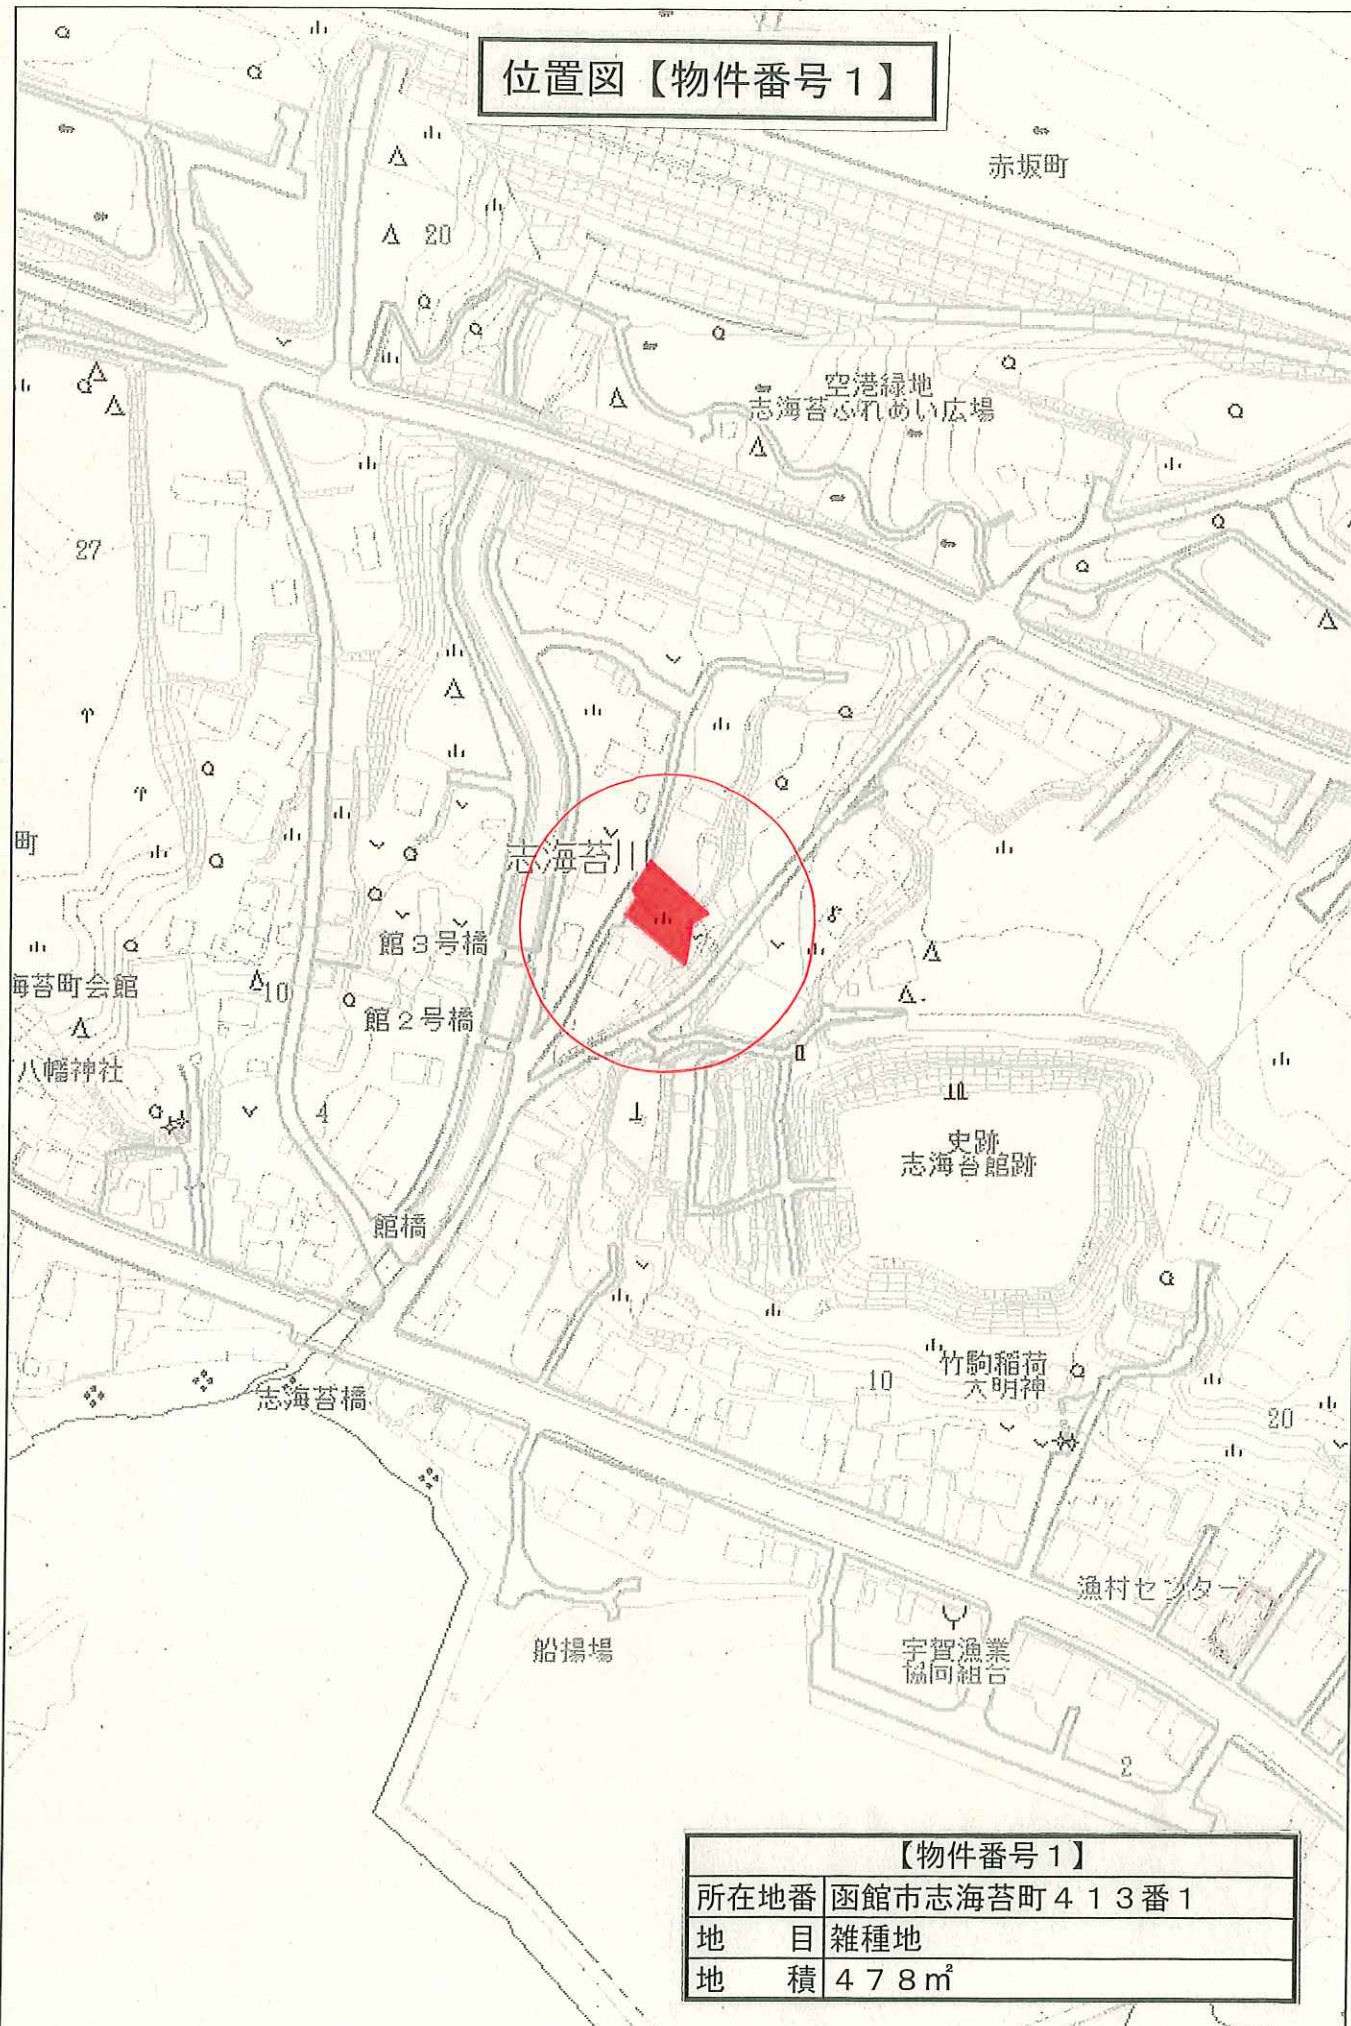 位置図【物件番号1】
赤坂町
20
空港緑地
志海苔ふれあい広場
27
町
志海苔川
館3号橋
海苔町会館
10
館2号橋
八幡神社
4
史跡
志海苔館跡
館橋
竹駒稲荷
大明神
10
志海苔橋
20
漁村センター
船揚場
宇賀漁業
協同組合
2
【物件番号1】
所在地番 函館市志海苔町413番1
地 目 雑種地
地 積 478㎡